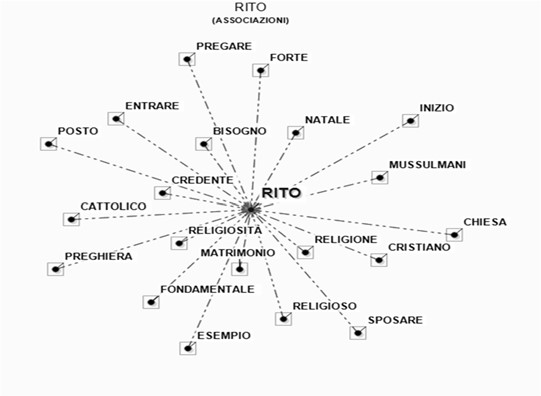 RITO
(ASSOCIAZIONI)
PREGARE
FORTE
ENTRARE
NATALE
INIZIO
POSTO
BISOGNO
MUSSULMANI
CREDENTE
RITO
CATTOLICO
CHIESA
RELIGIOSITÀ
RELIGIONE
CRISTIANO
PREGHIERA
MATRIMONIO
FONDAMENTALE
RELIGIOSO
SPOSARE
ESEMPIO